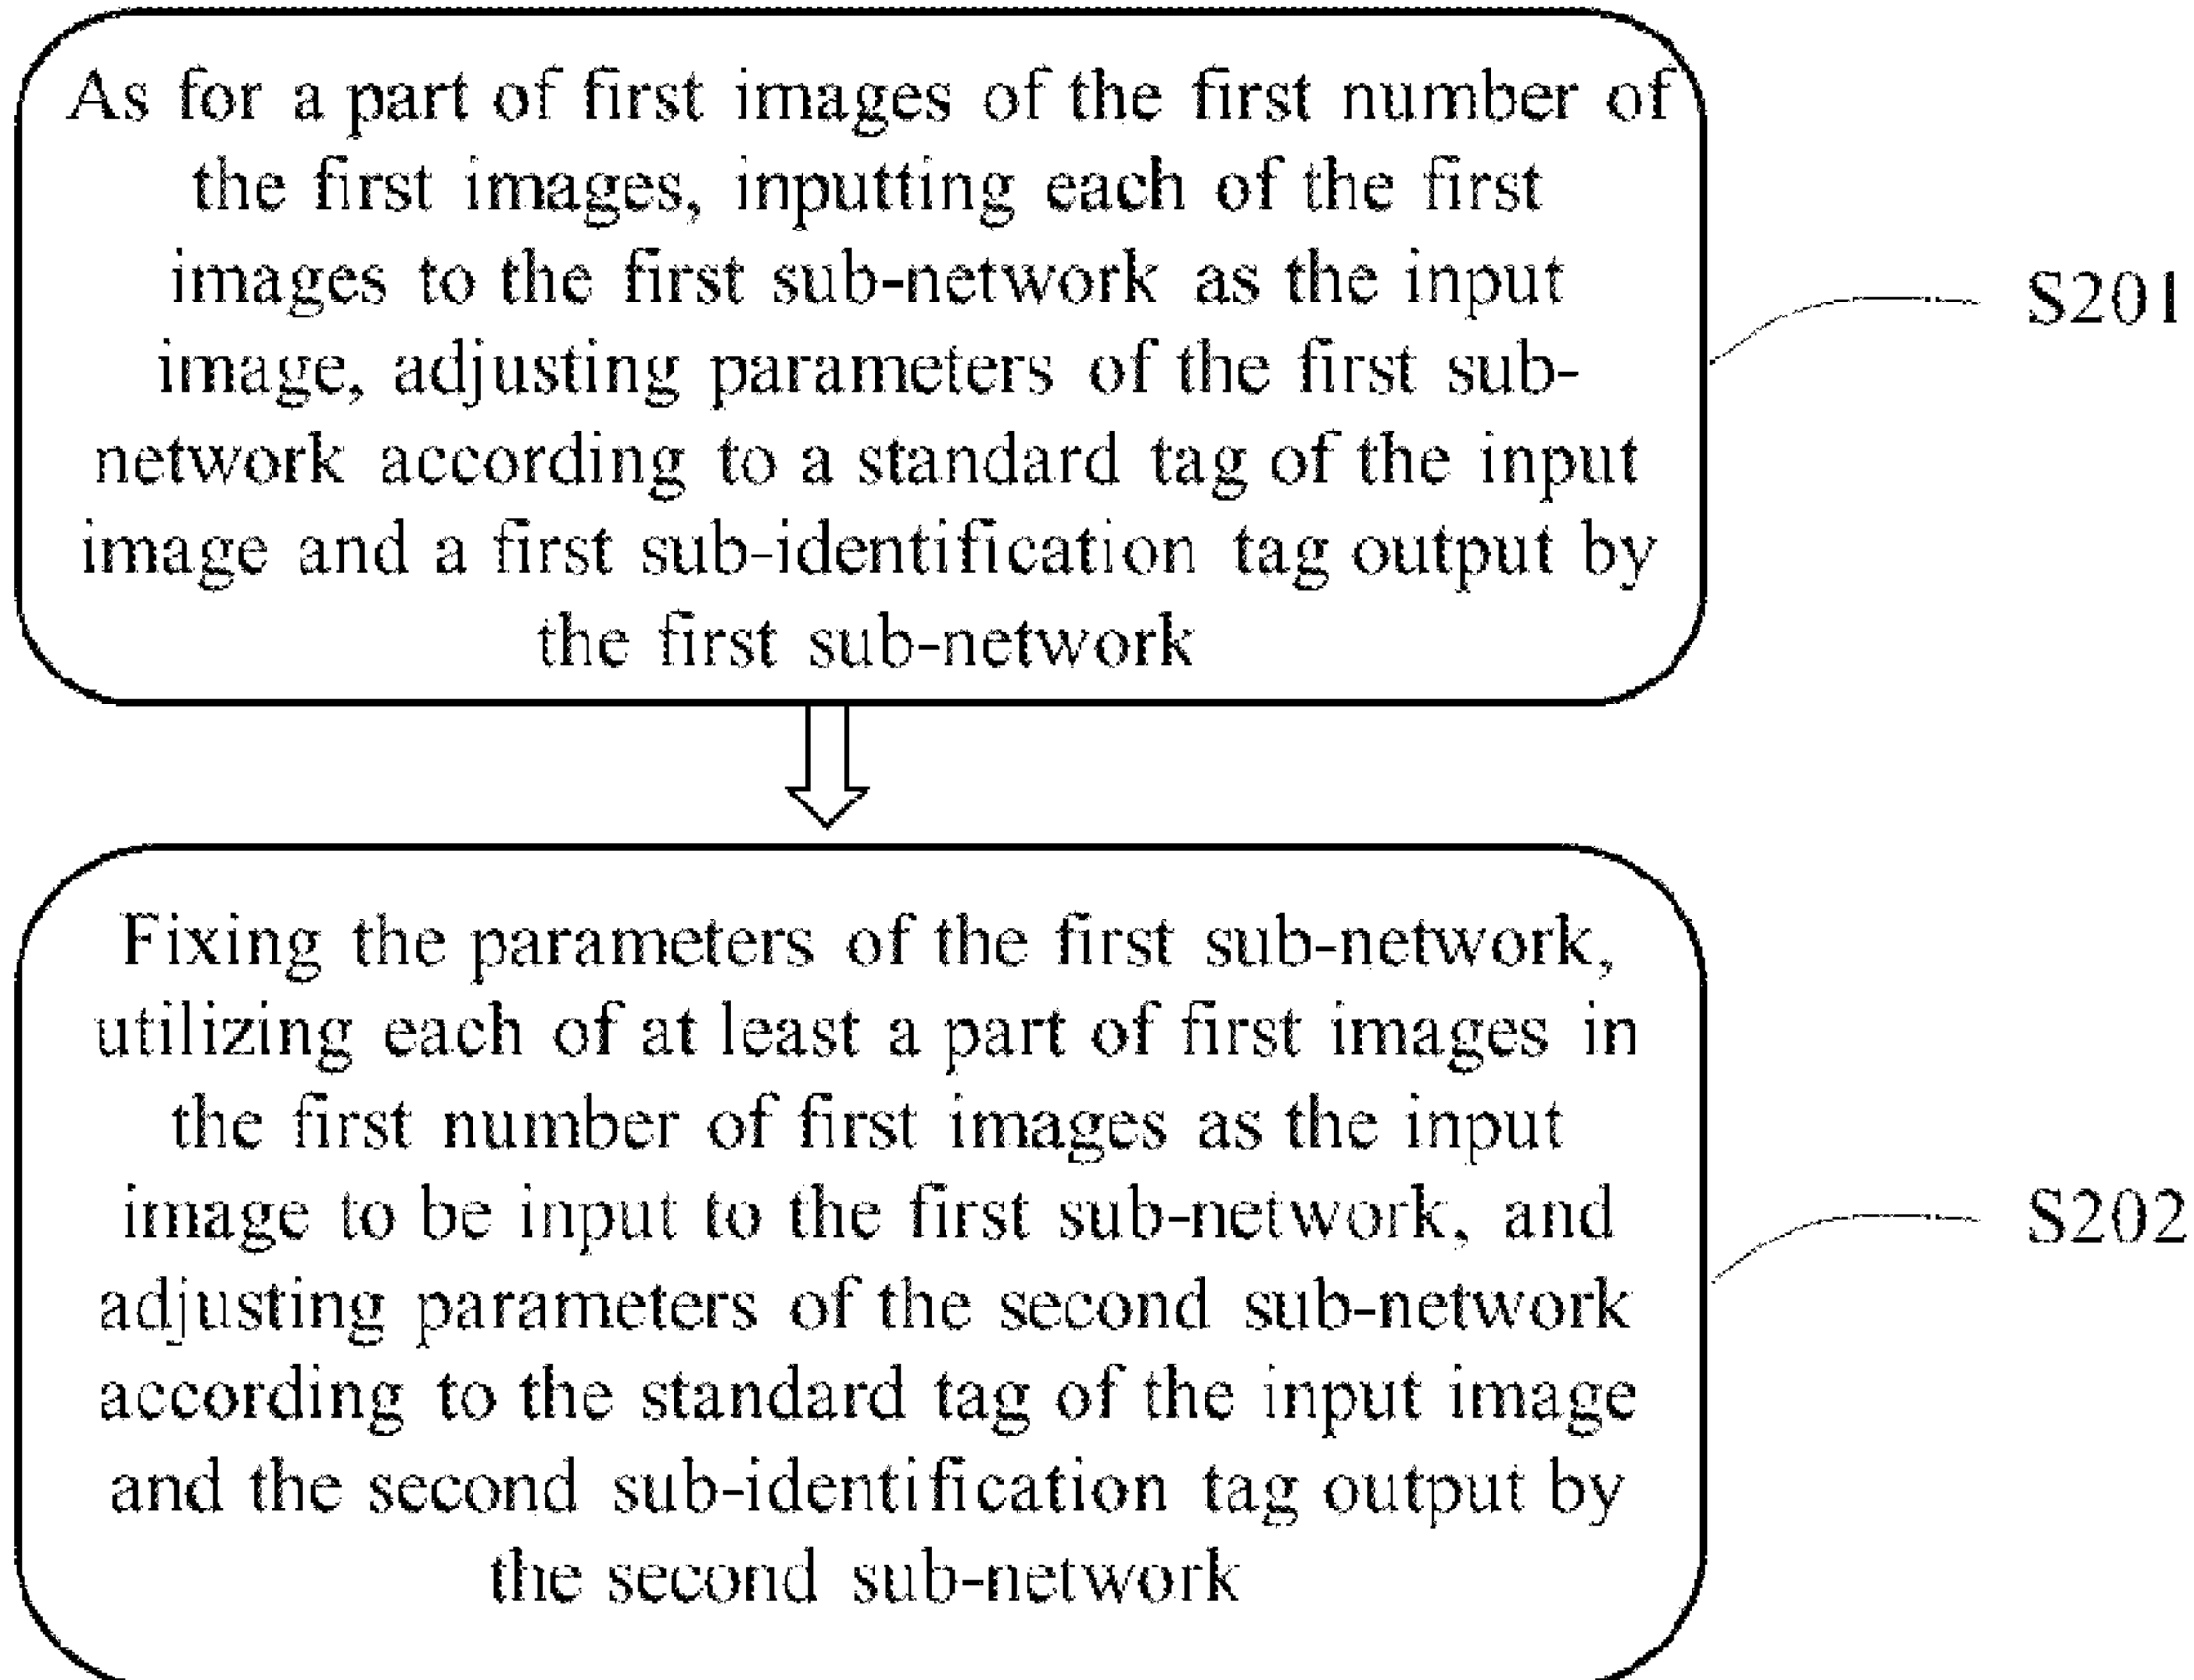 As for a part of first images of the first number of
the first images, inputting each of the first
images to the first sub-network as the input
image, adjusting parameters of the first sub-
network according to a standard tag of the input
image and a first sub-identification tag output by
the first sub-network
S201
Fixing the parameters of the first sub-network,
utilizing each of at least a part of first images in
the first number of first images as the input
image to be input to the first sub-network, and
adjusting parameters of the second sub-network
according to the standard tag of the input image
and the second sub-identification tag output by
the second sub-network
S202